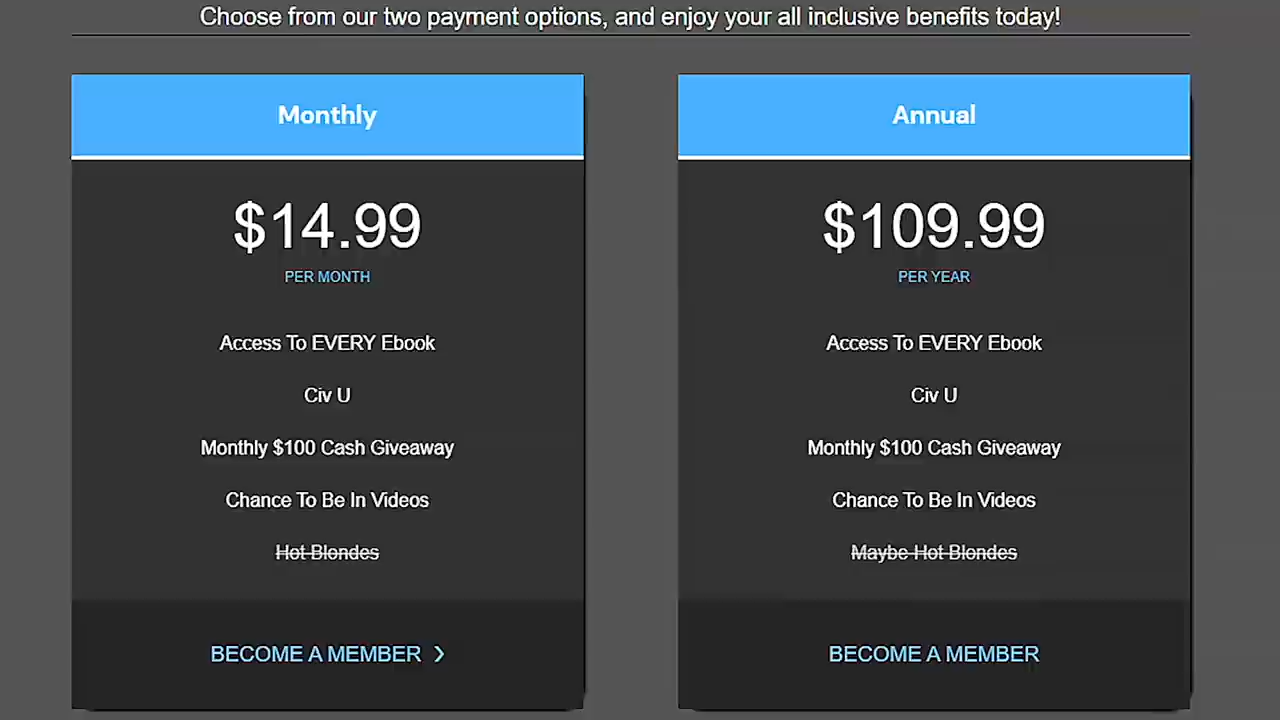 Choose from our two payment options, and enjoy your all inclusive benefits today!
Monthly
$14.99
PER MONTH
Access To EVERY Ebook
Civ U
Monthly $100 Cash Giveaway
Chance To Be In Videos
Hot Blondes
BECOME A MEMBER >
Annual
$109.99
PER YEAR
Access To EVERY Ebook
Civ U
Monthly $100 Cash Giveaway
Chance To Be In Videos
Maybe Hot Blondes
BECOME A MEMBER